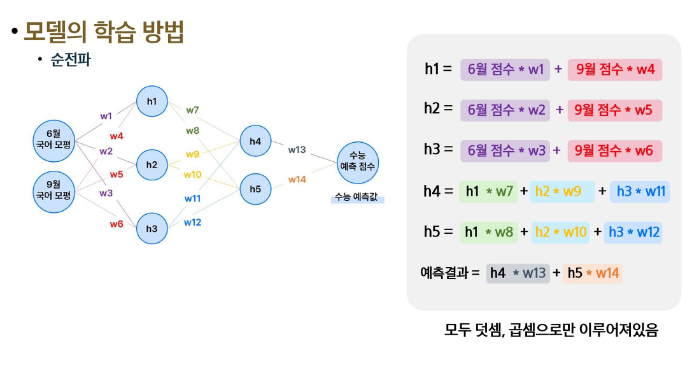 • 모델의 학습 방법
• 순전파
6월
국어 모평
9월
국어 모평
w1
w4
w2
w5
w3
w6
h1
h2
h3
w7
w8
w9
w10
w11
w12
h4
h5
w13
w14
수능
예측 점수
수능 예측값
h1 = 6월 점수 * w1 + 9월 점수 * w4
h2 = 6월 점수 * w2 + 9월 점수 * w5
h3 = 6월 점수 * w3 + 9월 점수 * w6
h4 = h1 * w7 + h2 * w9 + h3 * w11
h5 = h1 * w8 + h2 * w10 + h3 * w12
예측결과 = h4 * w13 + h5 * w14
모두 덧셈, 곱셈으로만 이루어져있음